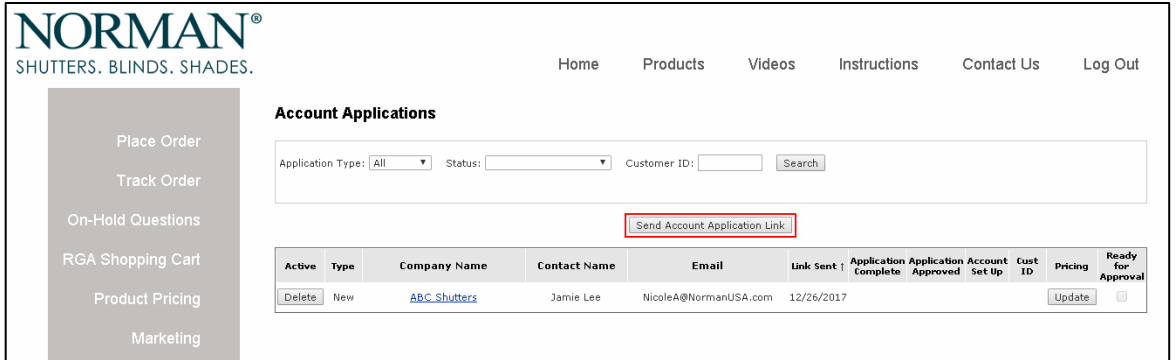 NORMAN®
SHUTTERS. BLINDS. SHADES.
Home Products Videos Instructions Contact Us Log Out
Place Order
Track Order
On-Hold Questions
RGA Shopping Cart
Product Pricing
Marketing
Account Applications
Application Type: All Status: Customer ID: Search
Send Account Application Link
Active Type Company Name Contact Name Email Link Sent ↑ Application Complete Application Approved Account Set Up Cust ID Pricing Ready for Approval
Delete New ABC Shutters Jamie Lee NicoleA@NormanUSA.com 12/26/2017 Update